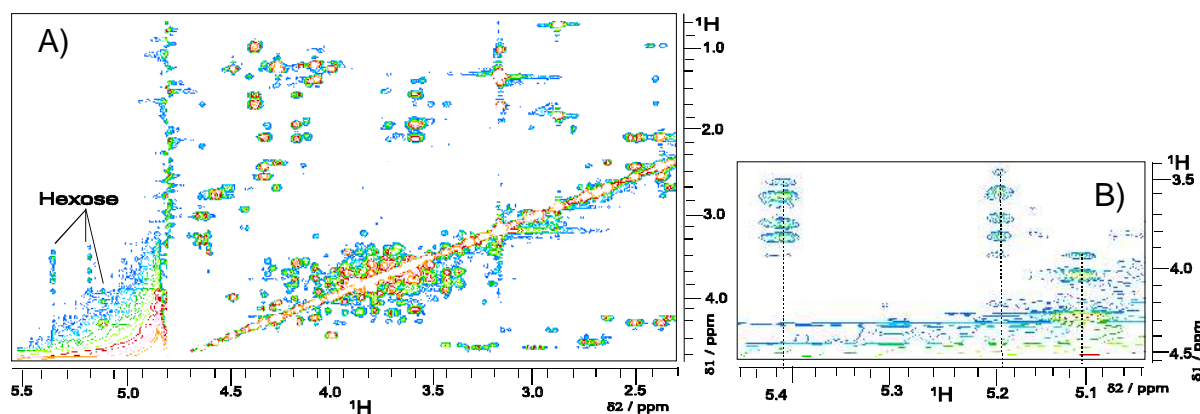 A)
Hexose
¹H
1.0
2.0
3.0
4.0
δ1 / ppm
5.5 5.0 4.5 4.0 3.5 3.0 2.5
¹H δ2 / ppm
B)
¹H
3.5
4.0
4.5
δ1 / ppm
5.4 5.3 5.2 5.1
¹H δ2 / ppm